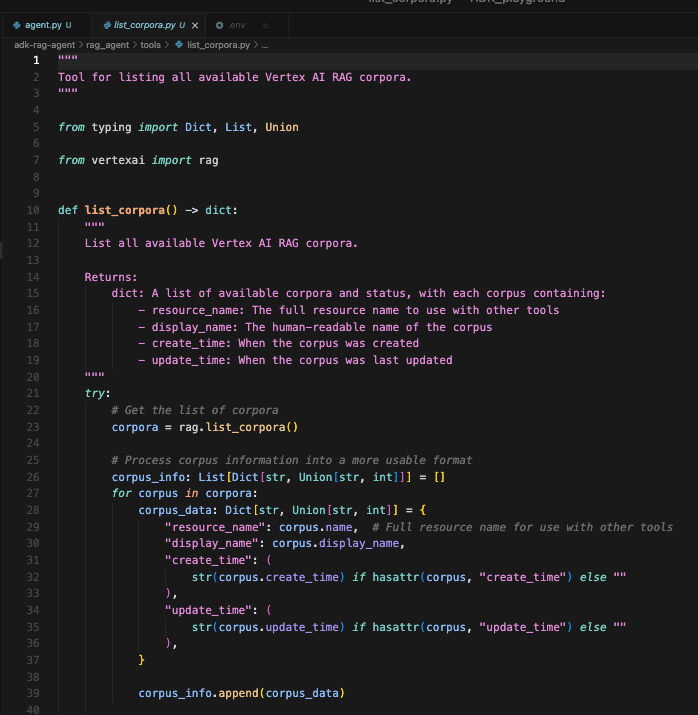 list_corpora.py — ADK_playground
agent.py U list_corpora.py U × .env
adk-rag-agent > rag_agent > tools > list_corpora.py > ...
1 """
2 Tool for listing all available Vertex AI RAG corpora.
3 """
4
5 from typing import Dict, List, Union
6
7 from vertexai import rag
8
9
10 def list_corpora() -> dict:
11 """
12 List all available Vertex AI RAG corpora.
13
14 Returns:
15 dict: A list of available corpora and status, with each corpus containing:
16 - resource_name: The full resource name to use with other tools
17 - display_name: The human-readable name of the corpus
18 - create_time: When the corpus was created
19 - update_time: When the corpus was last updated
20 """
21 try:
22 # Get the list of corpora
23 corpora = rag.list_corpora()
24
25 # Process corpus information into a more usable format
26 corpus_info: List[Dict[str, Union[str, int]]] = []
27 for corpus in corpora:
28 corpus_data: Dict[str, Union[str, int]] = {
29 "resource_name": corpus.name,  # Full resource name for use with other tools
30 "display_name": corpus.display_name,
31 "create_time": (
32 str(corpus.create_time) if hasattr(corpus, "create_time") else ""
33 ),
34 "update_time": (
35 str(corpus.update_time) if hasattr(corpus, "update_time") else ""
36 ),
37 }
38
39 corpus_info.append(corpus_data)
40